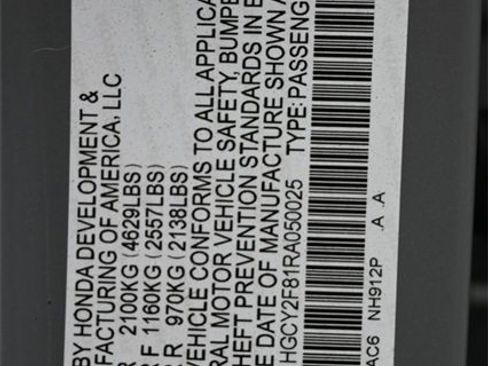 BY HONDA DEVELOPMENT &
FACTURING OF AMERICA, LLC
R 2100KG (4629LBS)
R F 1160KG (2557LBS)
R R 970KG (2138LBS)
VEHICLE CONFORMS TO ALL APPLICA
RAL MOTOR VEHICLE SAFETY, BUMPE
HEFT PREVENTION STANDARDS IN E
E DATE OF MANUFACTURE SHOWN A
HGCY2F81RA050025 TYPE: PASSENG
AC6 NH912P .A .A